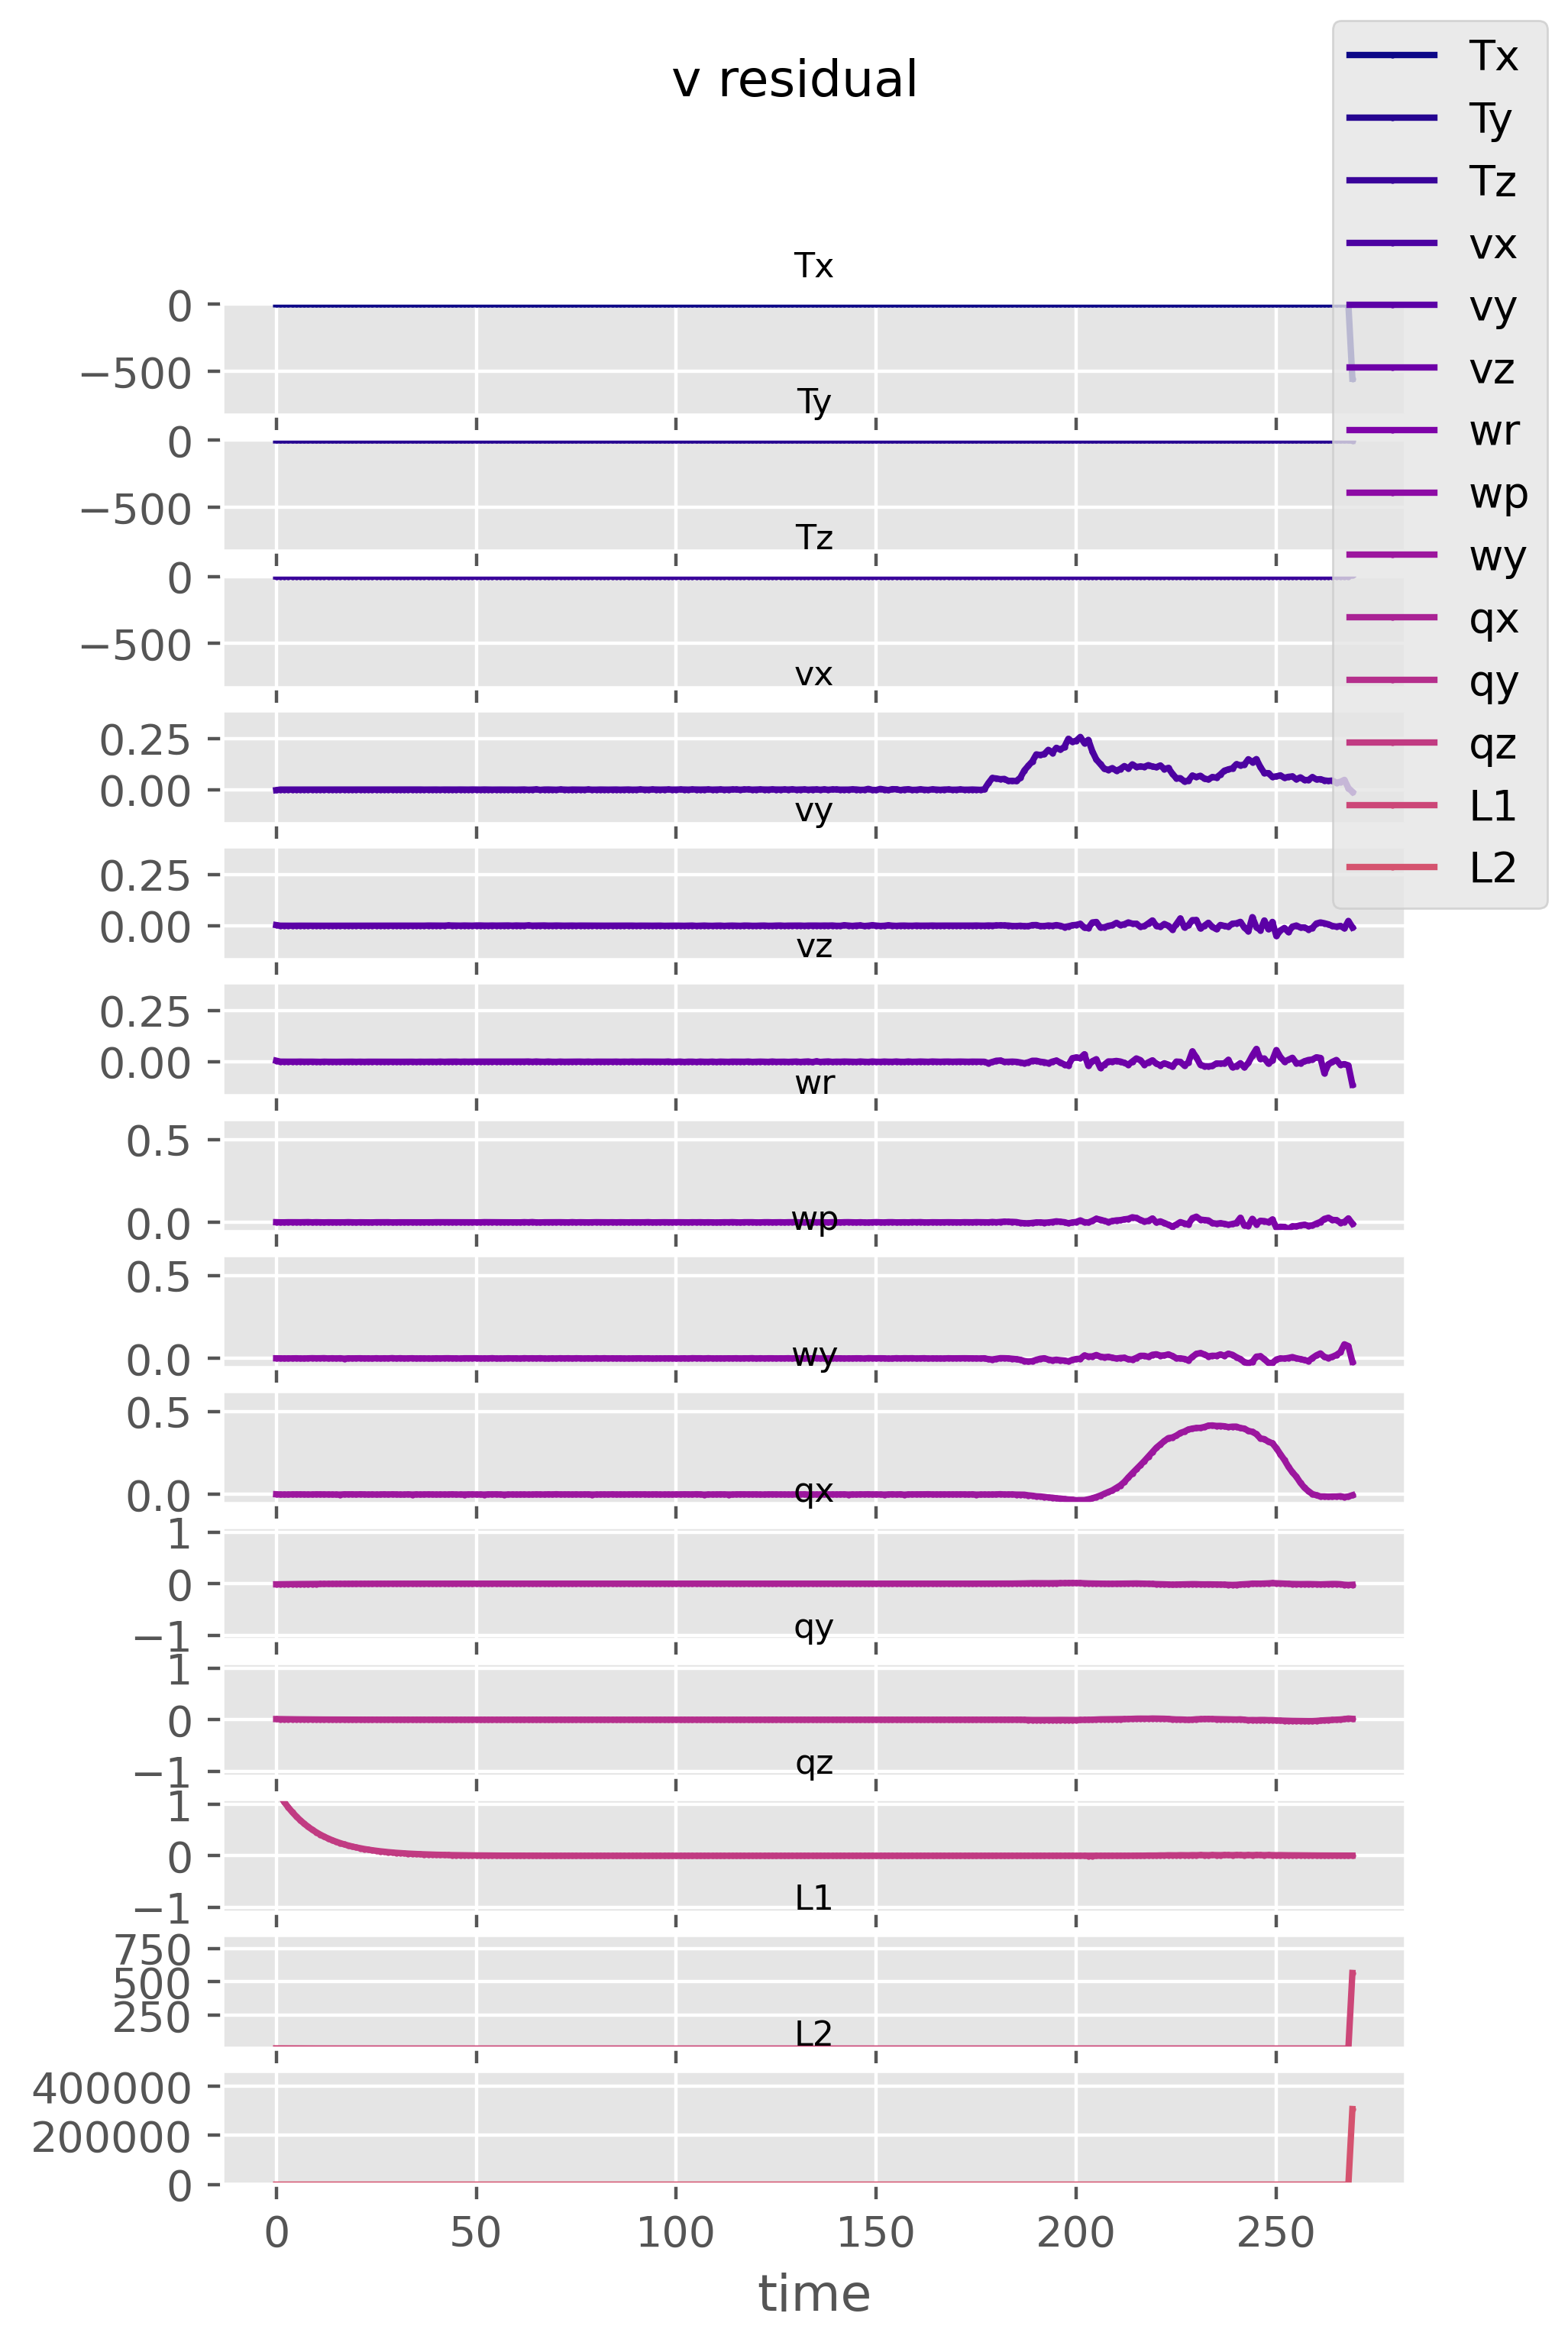 v residual
Tx
Ty
Tz
vx
vy
vz
wr
wp
wy
qx
qy
qz
L1
L2
Tx
0
−500
Ty
0
−500
Tz
0
−500
vx
0.25
0.00
vy
0.25
0.00
vz
0.25
0.00
wr
0.5
0.0
wp
0.5
0.0
wy
0.5
0.0
qx
1
0
−1
qy
1
0
−1
qz
1
0
−1
L1
750
500
250
L2
400000
200000
0
0 50 100 150 200 250
time